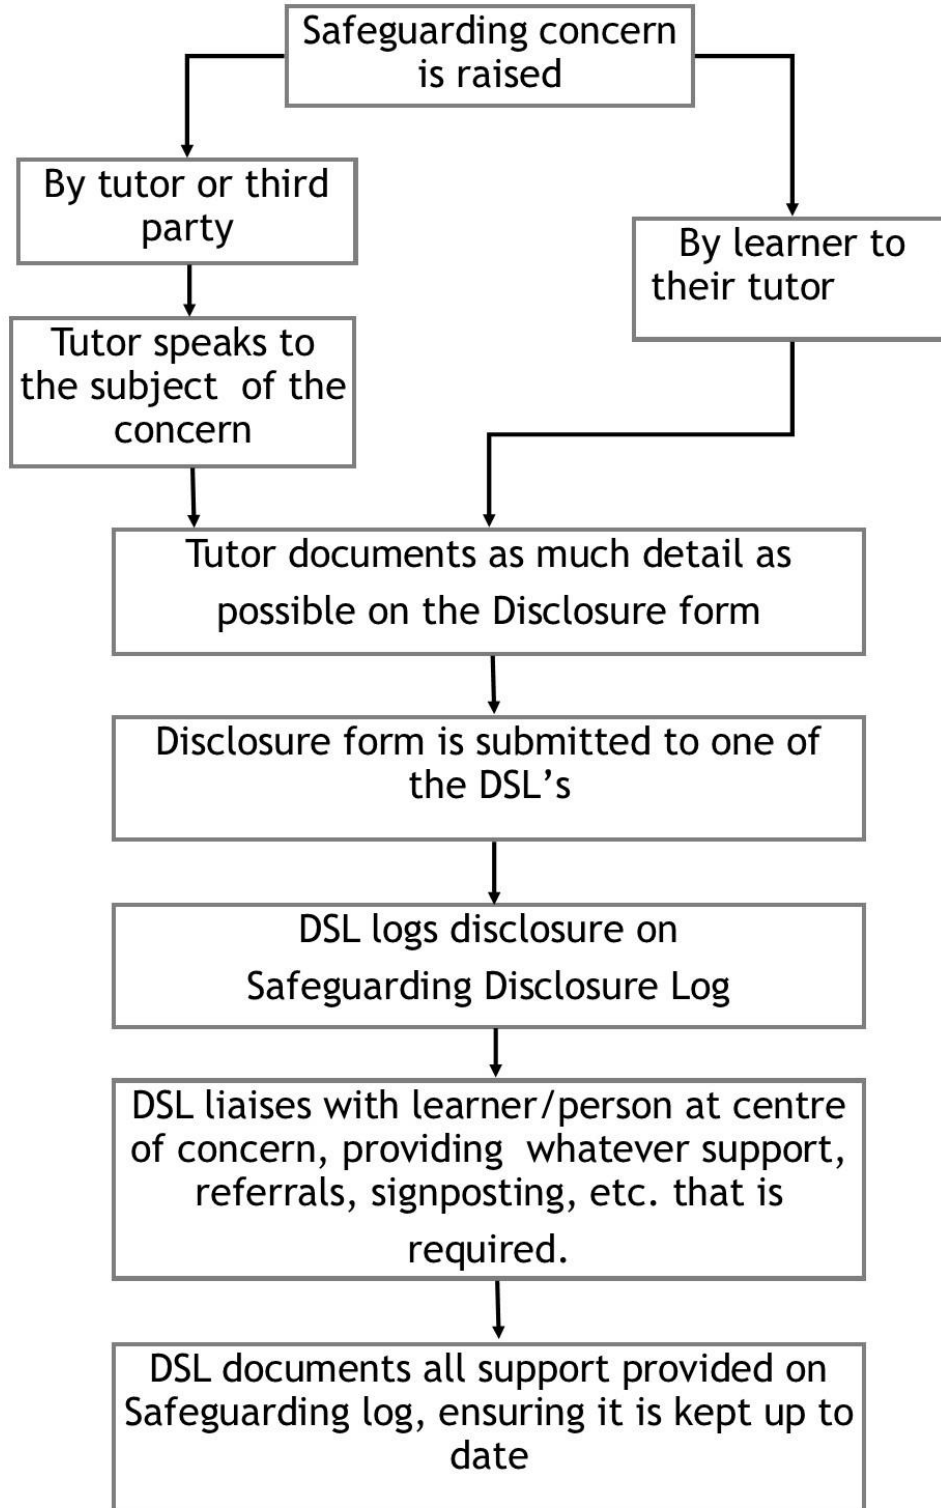 Safeguarding concern
is raised
By tutor or third
party
By learner to
their tutor
Tutor speaks to
the subject of the
concern
Tutor documents as much detail as
possible on the Disclosure form
Disclosure form is submitted to one of
the DSL’s
DSL logs disclosure on
Safeguarding Disclosure Log
DSL liaises with learner/person at centre
of concern, providing whatever support,
referrals, signposting, etc. that is
required.
DSL documents all support provided on
Safeguarding log, ensuring it is kept up to
date